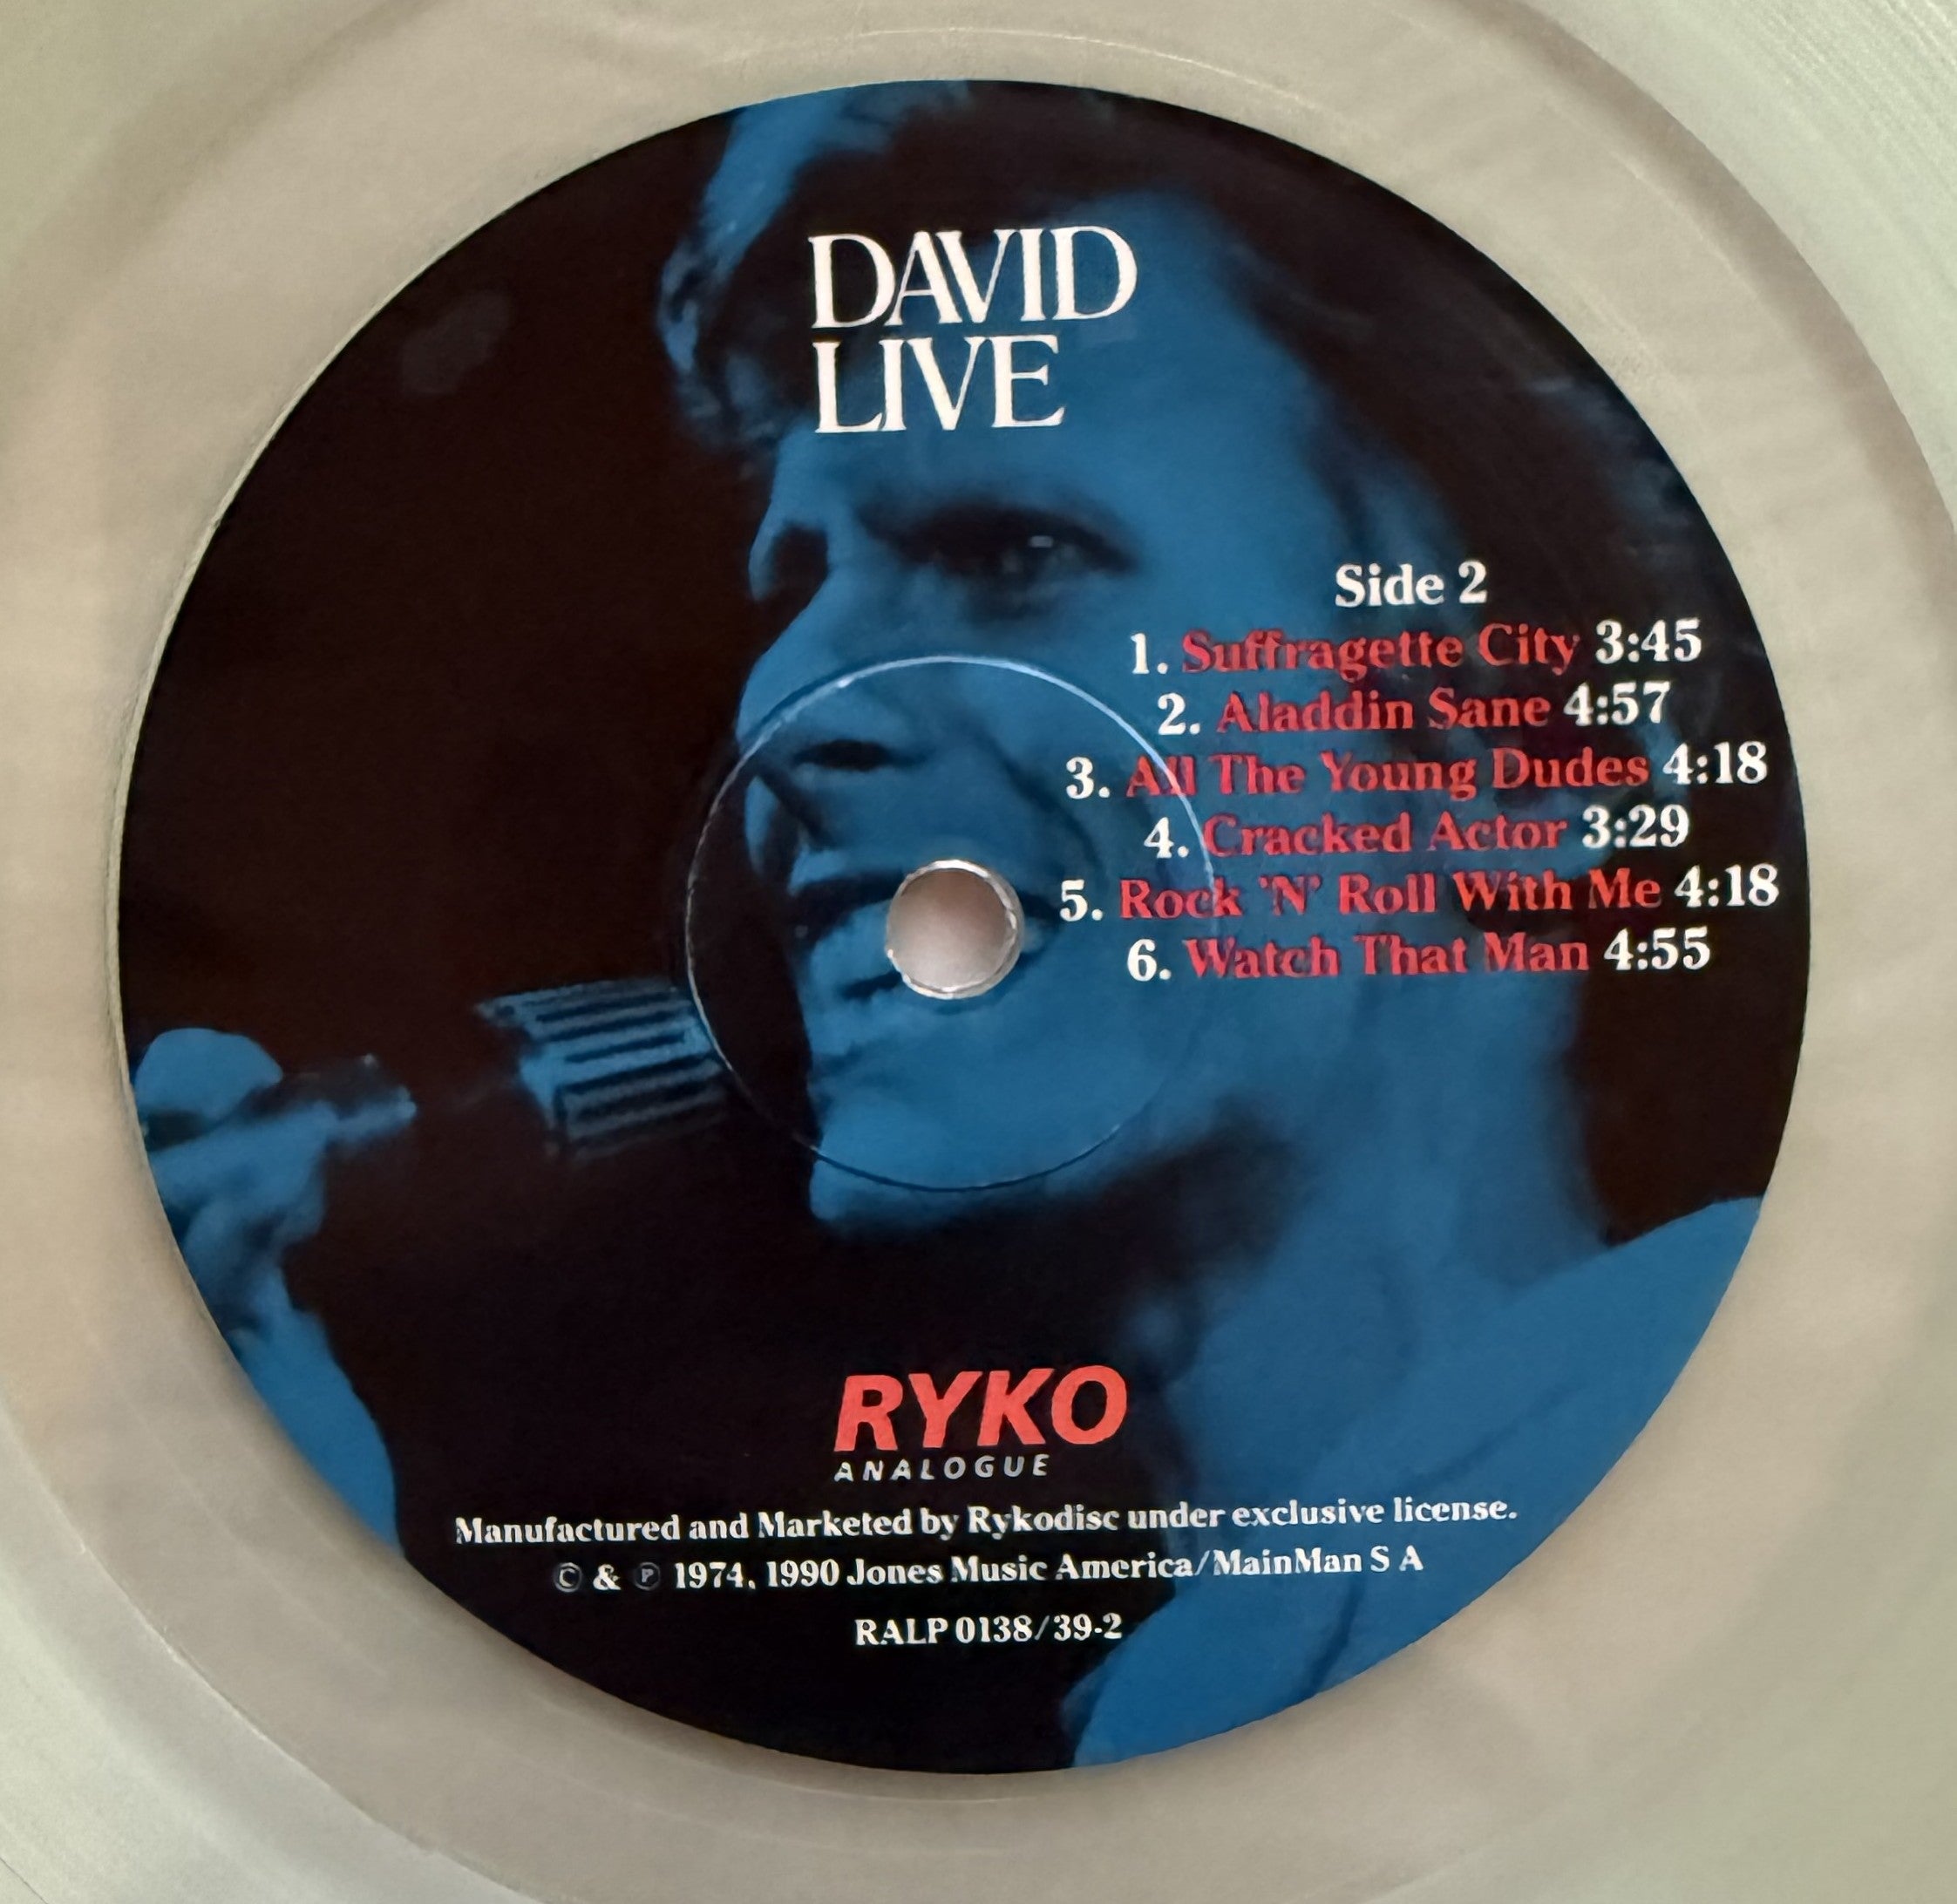 DAVID
LIVE
Side 2
1. Suffragette City 3:45
2. Aladdin Sane 4:57
3. All The Young Dudes 4:18
4. Cracked Actor 3:29
5. Rock 'N' Roll With Me 4:18
6. Watch That Man 4:55
RYKO
ANALOGUE
Manufactured and Marketed by Rykodisc under exclusive license.
© & ℗ 1974, 1990 Jones Music America/MainMan S A
RALP 0138/39-2